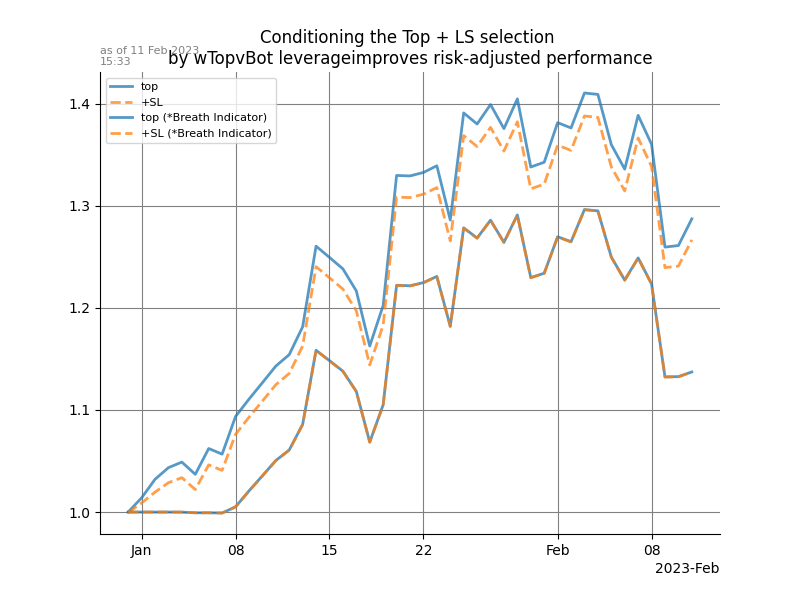 Conditioning the Top + LS selection
by wTopvBot leverageimproves risk-adjusted performance
as of 11 Feb 2023
15:33
top
+SL
top (*Breath Indicator)
+SL (*Breath Indicator)
1.4
1.3
1.2
1.1
1.0
Jan
08
15
22
Feb
08
2023-Feb